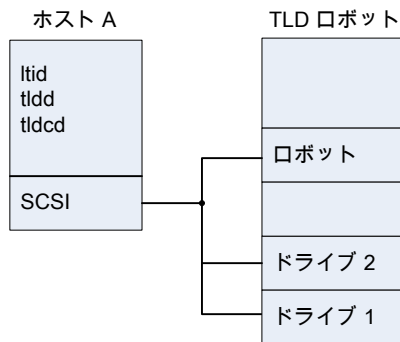 ホスト A
ltid
tldd
tldcd
SCSI
TLD ロボット
ロボット
ドライブ 2
ドライブ 1